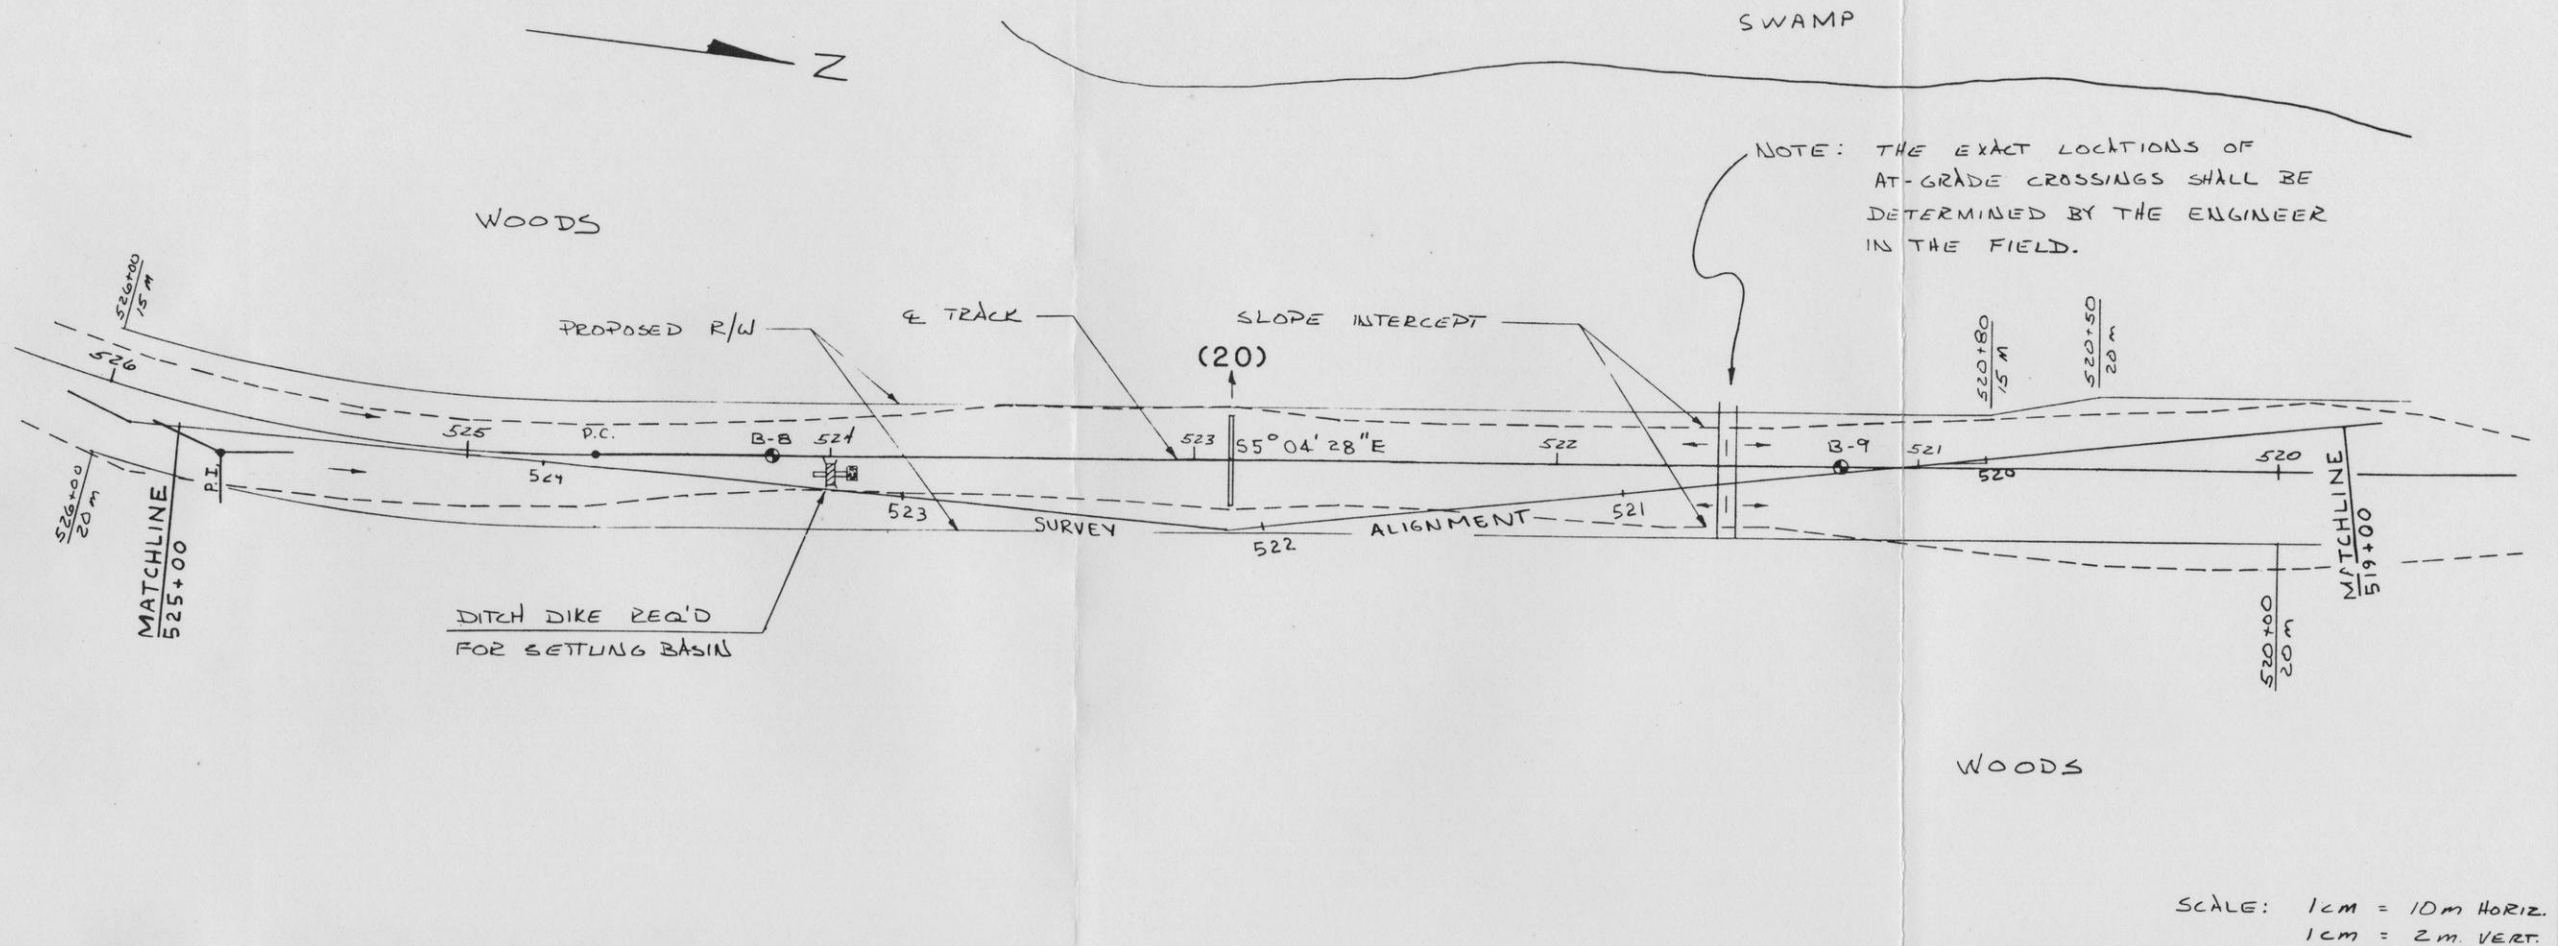 SWAMP
Z
NOTE: THE EXACT LOCATIONS OF
AT-GRADE CROSSINGS SHALL BE
DETERMINED BY THE ENGINEER
IN THE FIELD.
WOODS
526+00
15 M
PROPOSED R/W
℄ TRACK
SLOPE INTERCEPT
(20)
520+80
15 M
520+50
20 m
526
525
P.C.
B-8
524
523
S5°04'28"E
522
B-9
521
520
P.I.
524
523
SURVEY
522
ALIGNMENT
521
520
526+00
20 m
MATCHLINE
525+00
MATCHLINE
519+00
DITCH DIKE REQ'D
FOR SETTLING BASIN
520+00
20 m
WOODS
SCALE: 1cm = 10m HORIZ.
1cm = 2m. VERT.